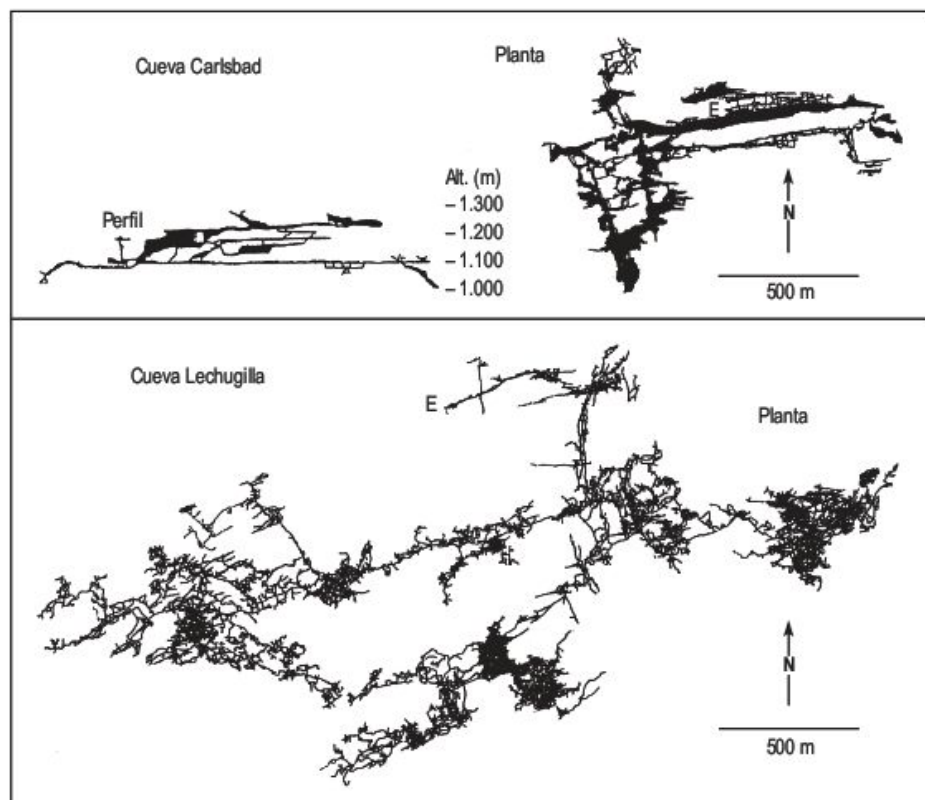 Cueva Carlsbad
Planta
E
Alt. (m)
– 1.300
Perfil
– 1.200
– 1.100
– 1.000
N
500 m
Cueva Lechugilla
E
Planta
N
500 m